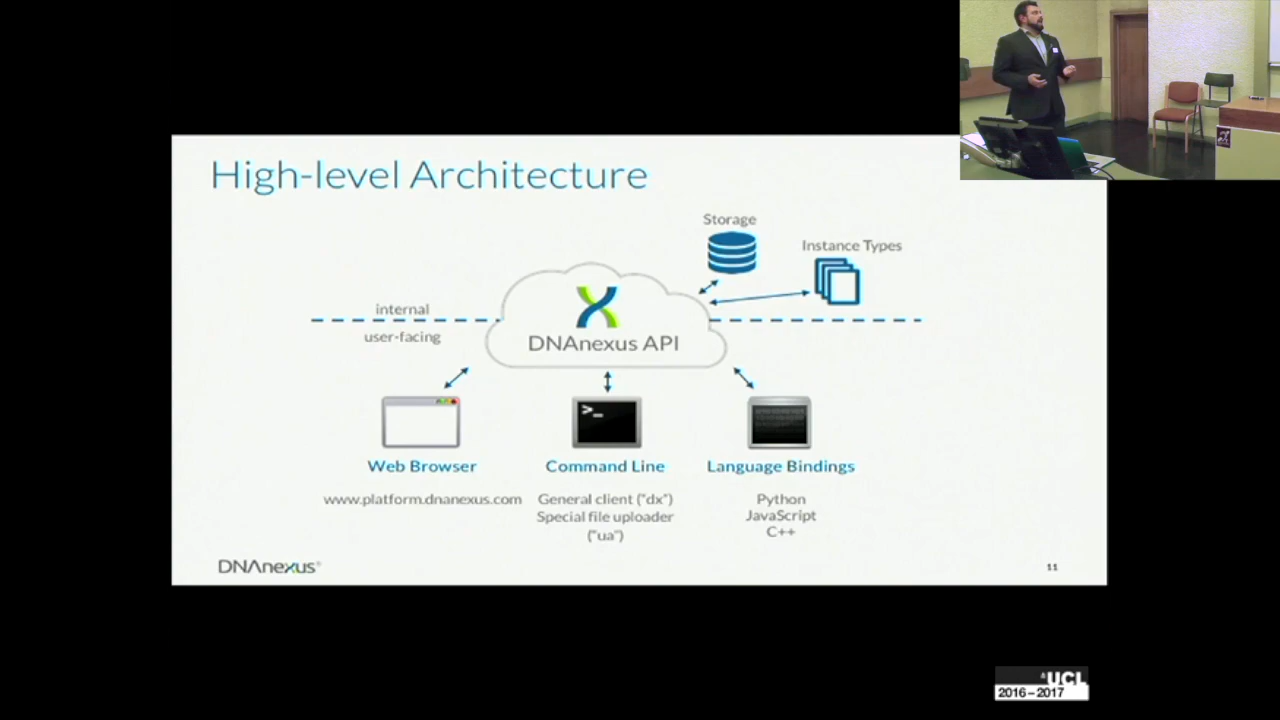 High-level Architecture
Storage
Instance Types
internal
user-facing
DNAnexus API
>_
Web Browser
Command Line
Language Bindings
www.platform.dnanexus.com
General client ("dx")
Special file uploader
("ua")
Python
JavaScript
C++
DNAnexus®
11
UCL
2016-2017